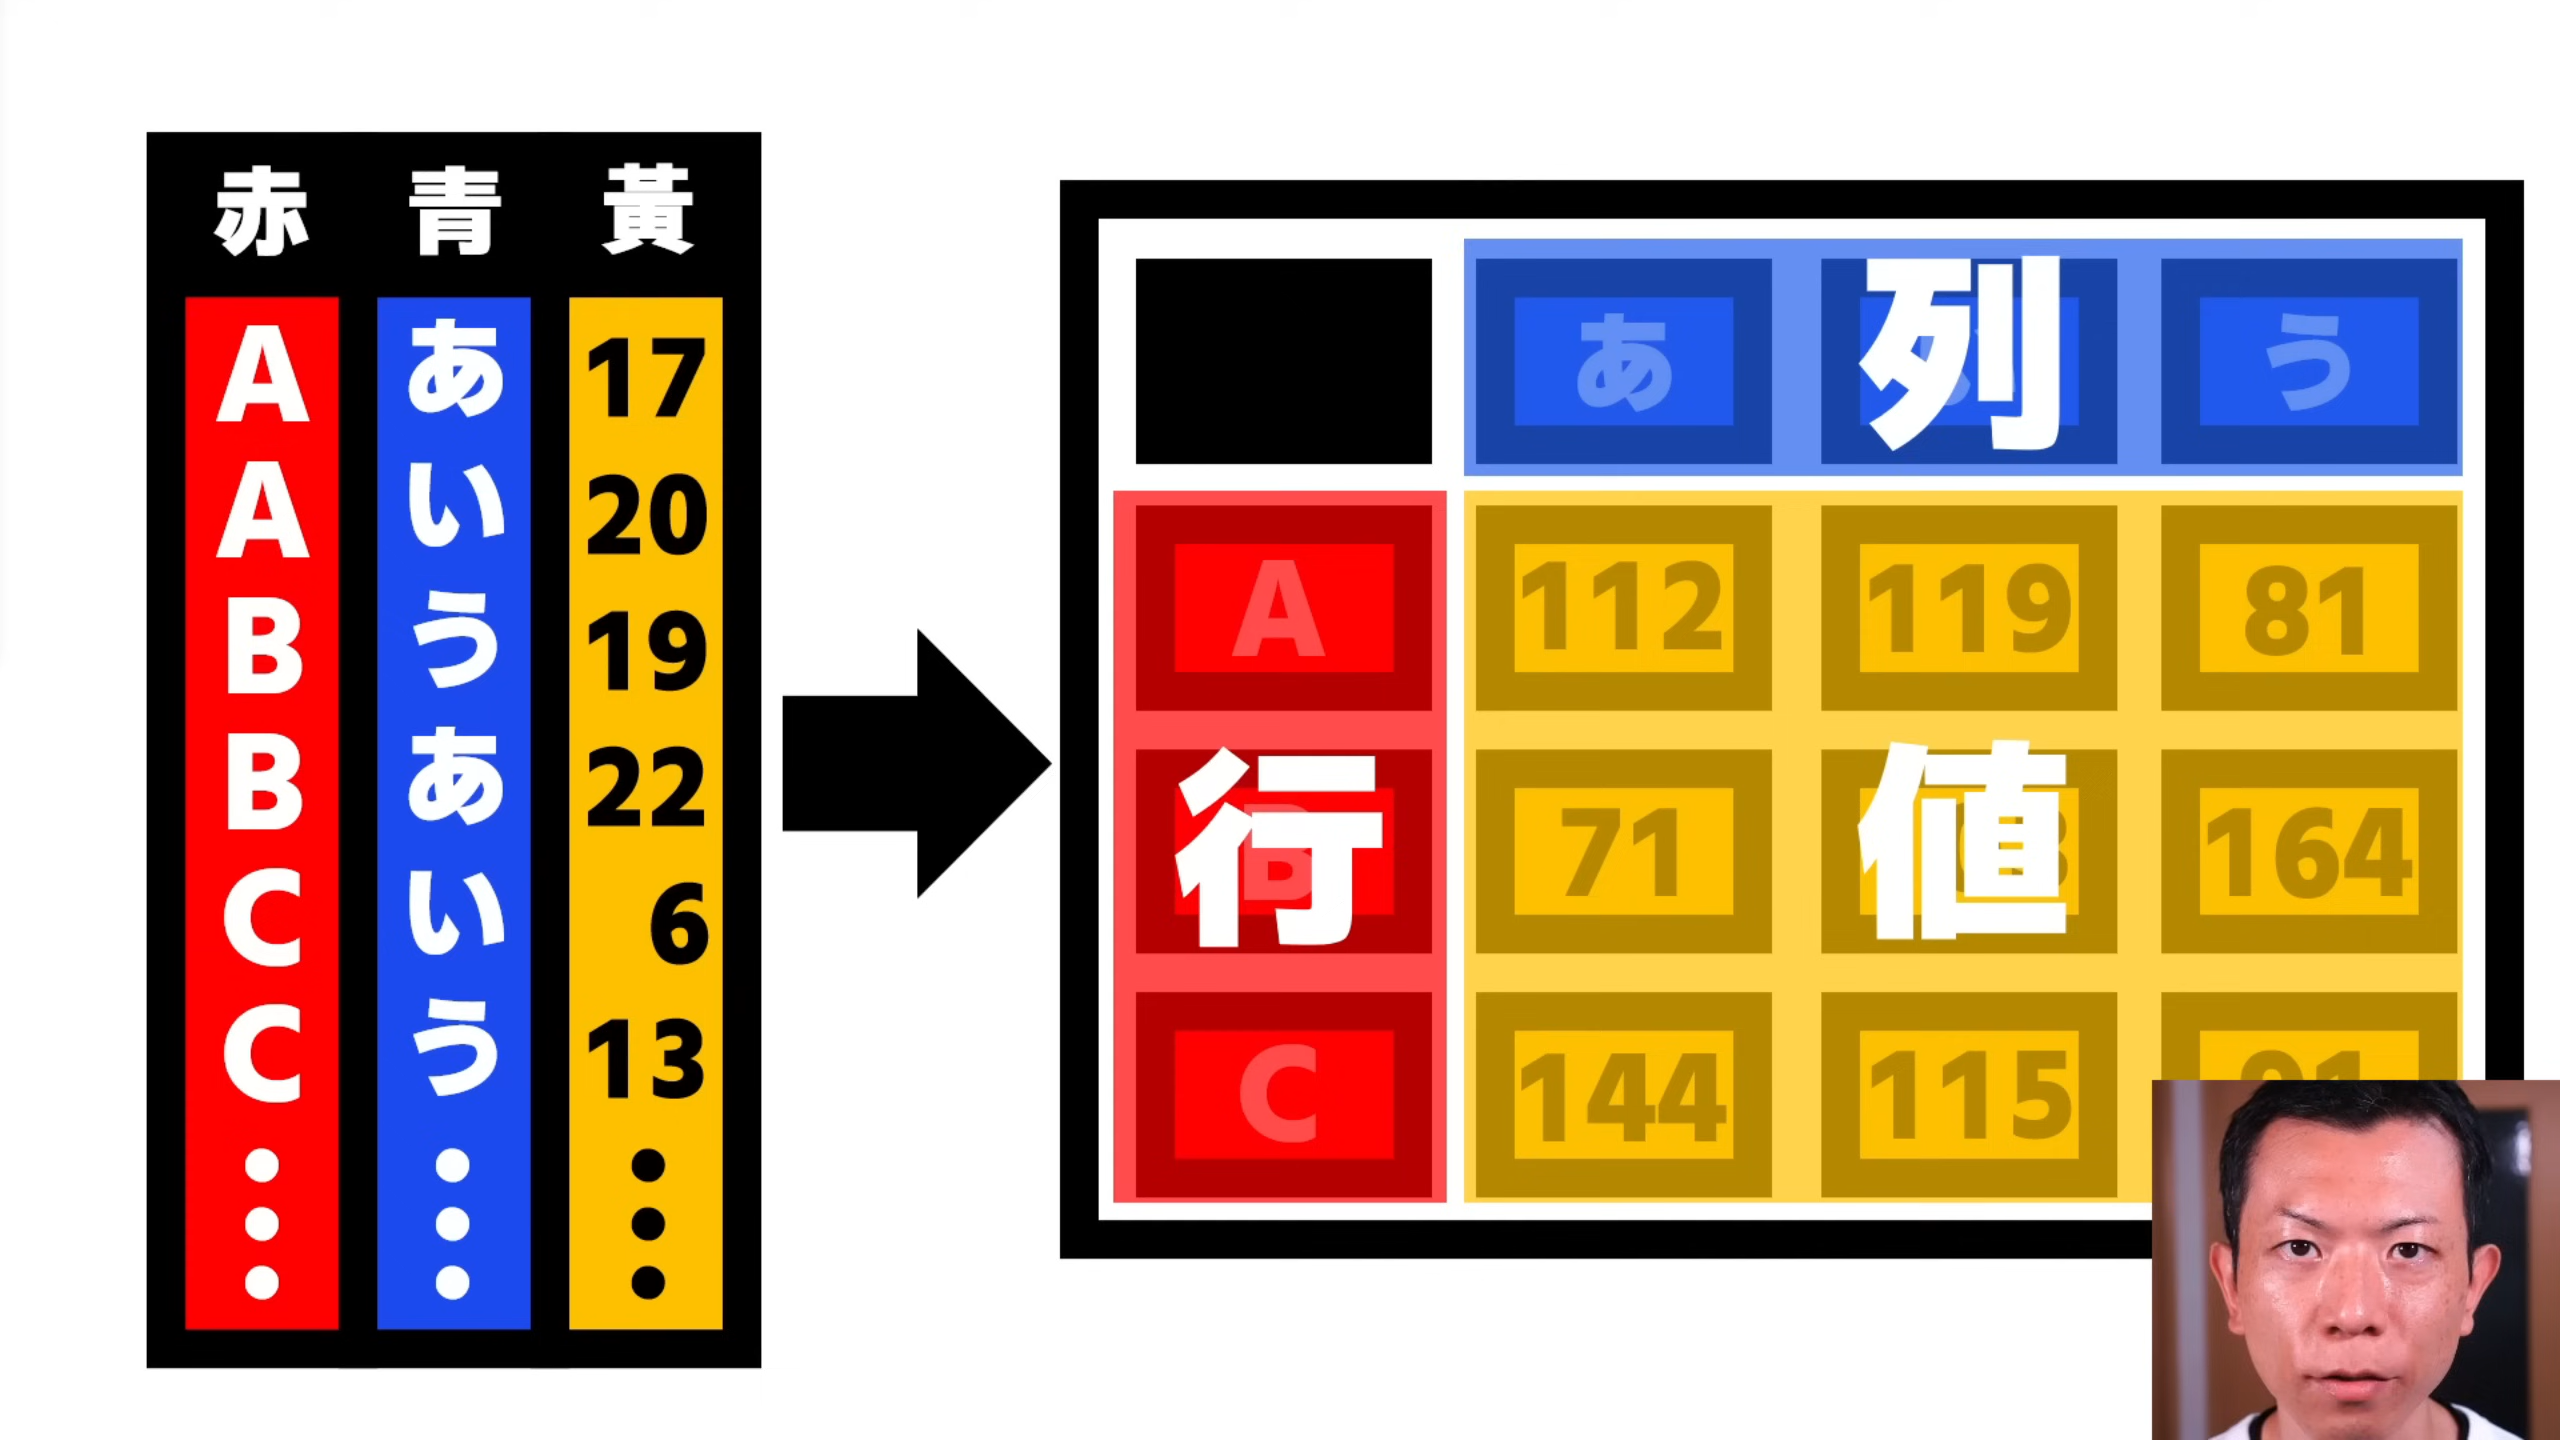 赤 青 黃
A あ 17
A い 20
B う 19
B あ 22
C い 6
C う 13
あ 列 う
A 112 119 81
行 71 値 164
C 144 115